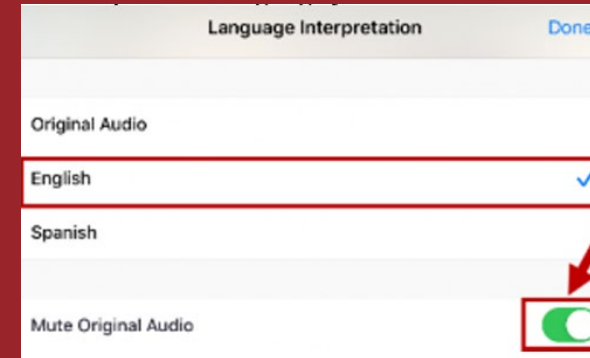 Language Interpretation Done
Original Audio
English
Spanish
Mute Original Audio